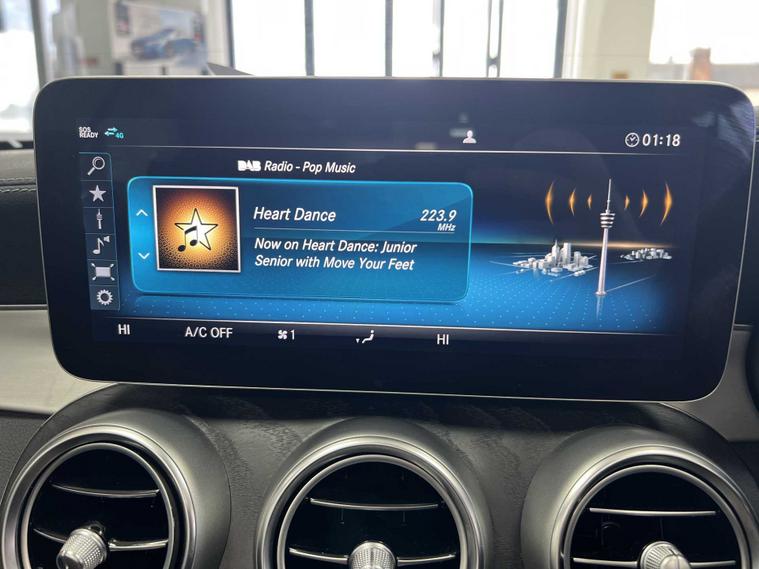 SOS
READY 4G
01:18
DAB Radio - Pop Music
Heart Dance 223.9
MHz
Now on Heart Dance: Junior
Senior with Move Your Feet
HI A/C OFF 1 HI